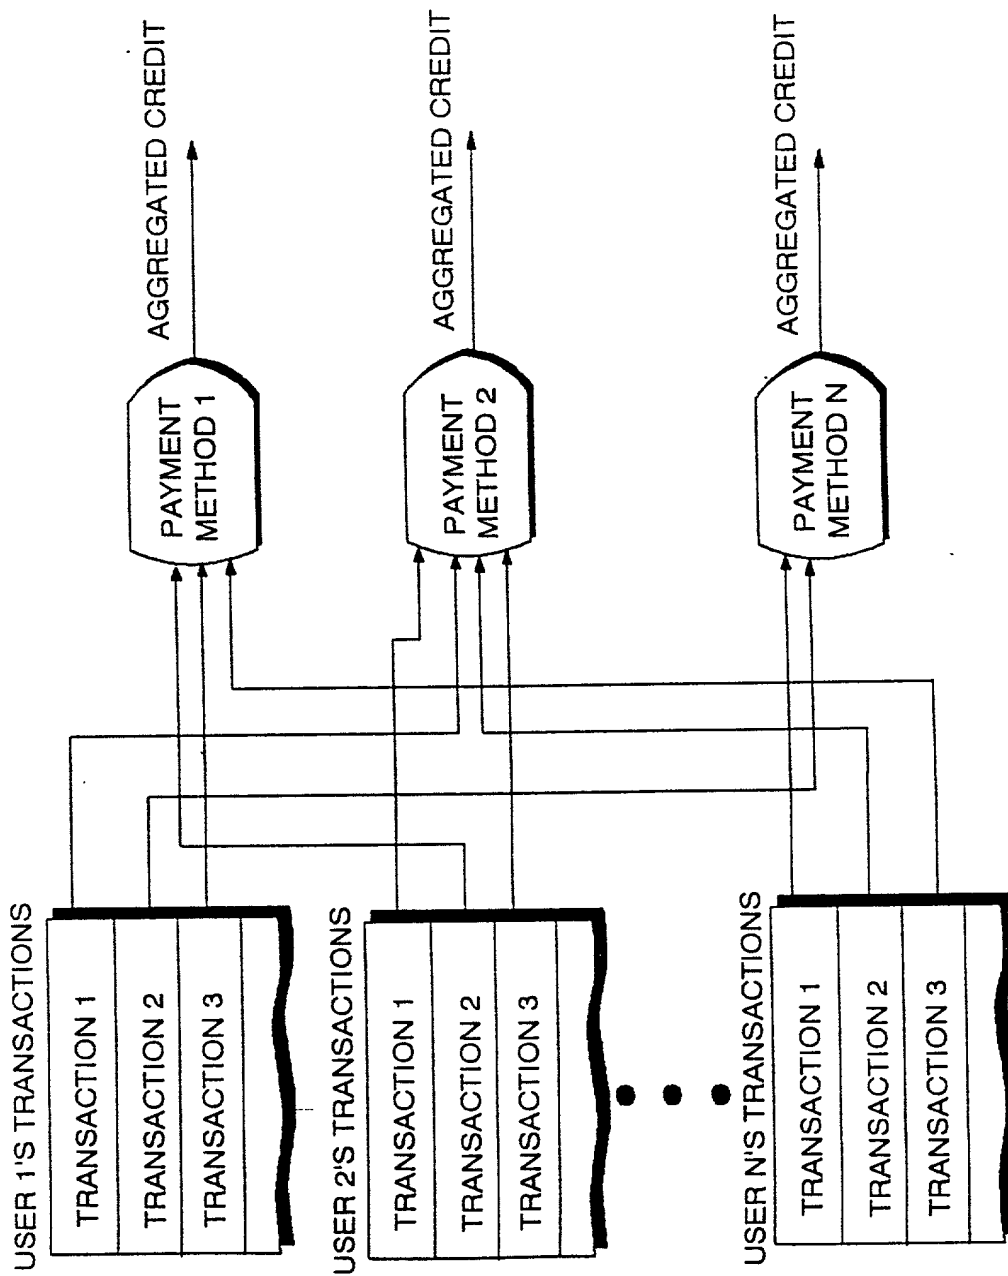 USER 1'S TRANSACTIONS
TRANSACTION 1
TRANSACTION 2
TRANSACTION 3
USER 2'S TRANSACTIONS
TRANSACTION 1
TRANSACTION 2
TRANSACTION 3
USER N'S TRANSACTIONS
TRANSACTION 1
TRANSACTION 2
TRANSACTION 3
PAYMENT
METHOD 1
PAYMENT
METHOD 2
PAYMENT
METHOD N
AGGREGATED CREDIT
AGGREGATED CREDIT
AGGREGATED CREDIT